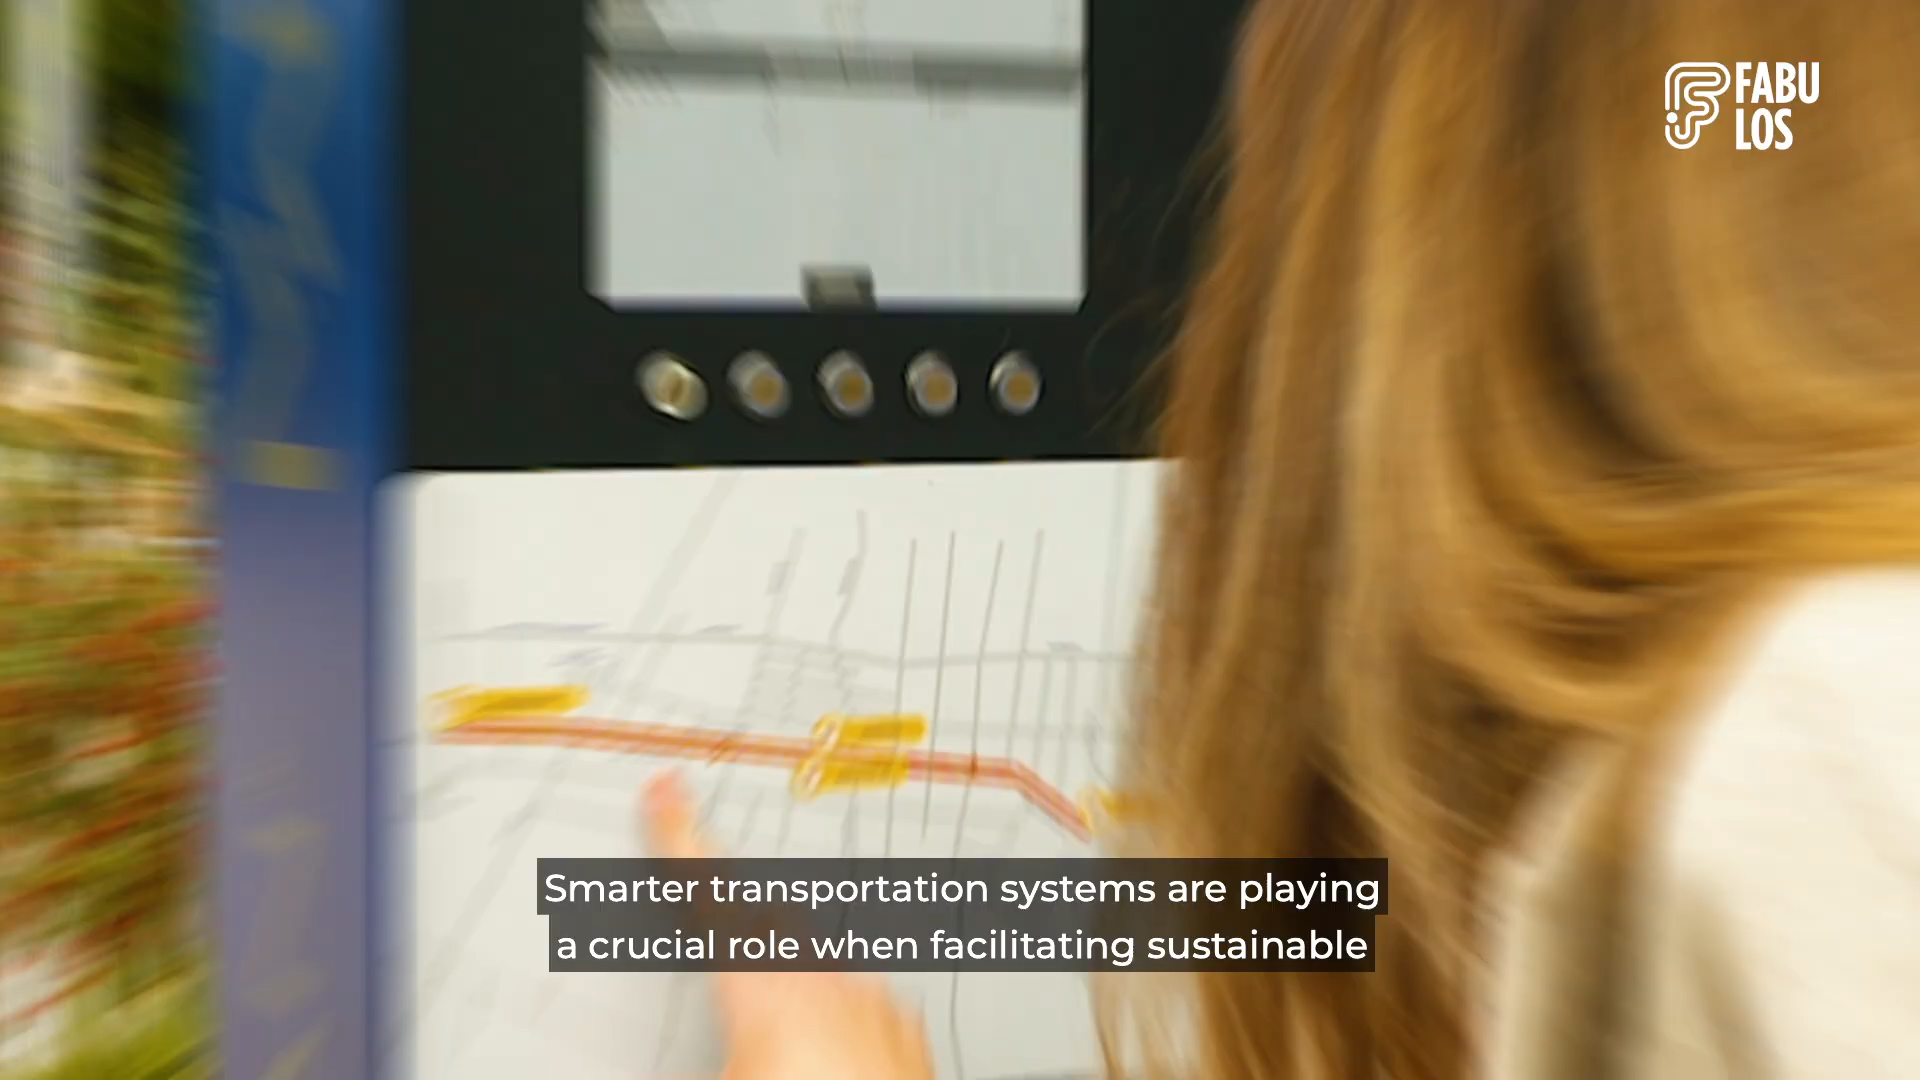 FABU
LOS
Smarter transportation systems are playing
a crucial role when facilitating sustainable